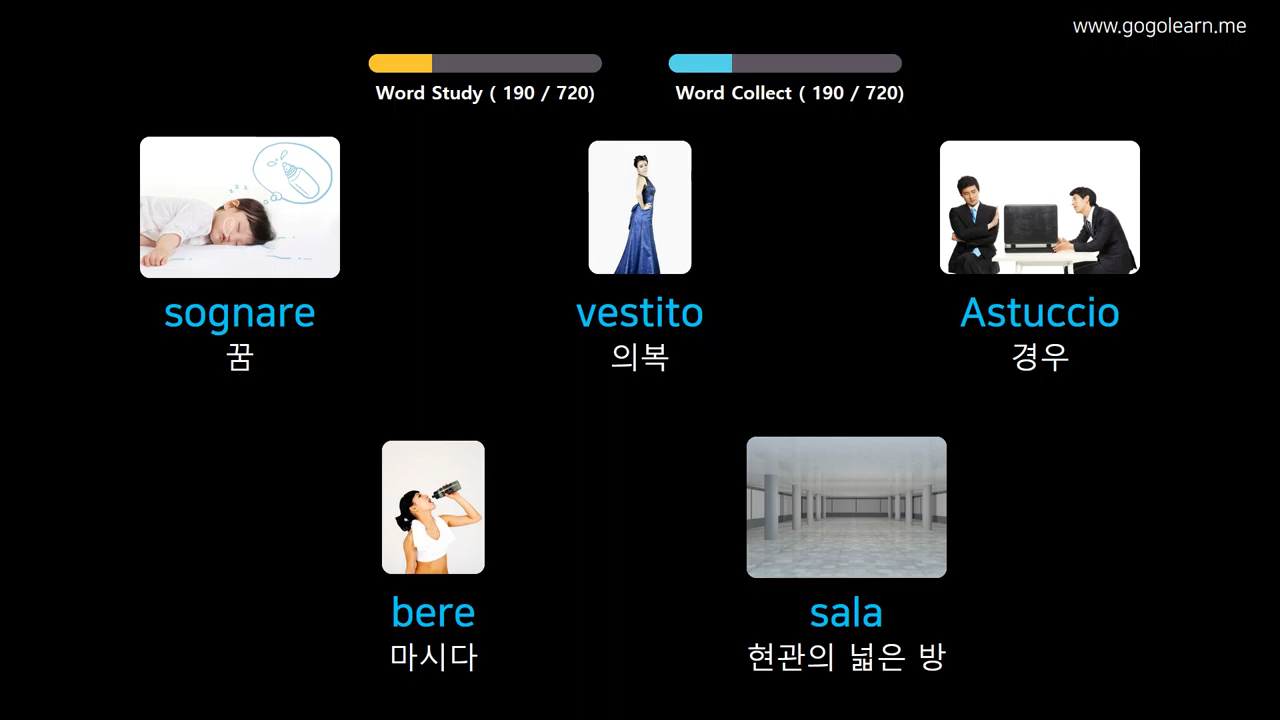 www.gogolearn.me
Word Study ( 190 / 720)
Word Collect ( 190 / 720)
sognare
꿈
vestito
의복
Astuccio
경우
bere
마시다
sala
현관의 넓은 방